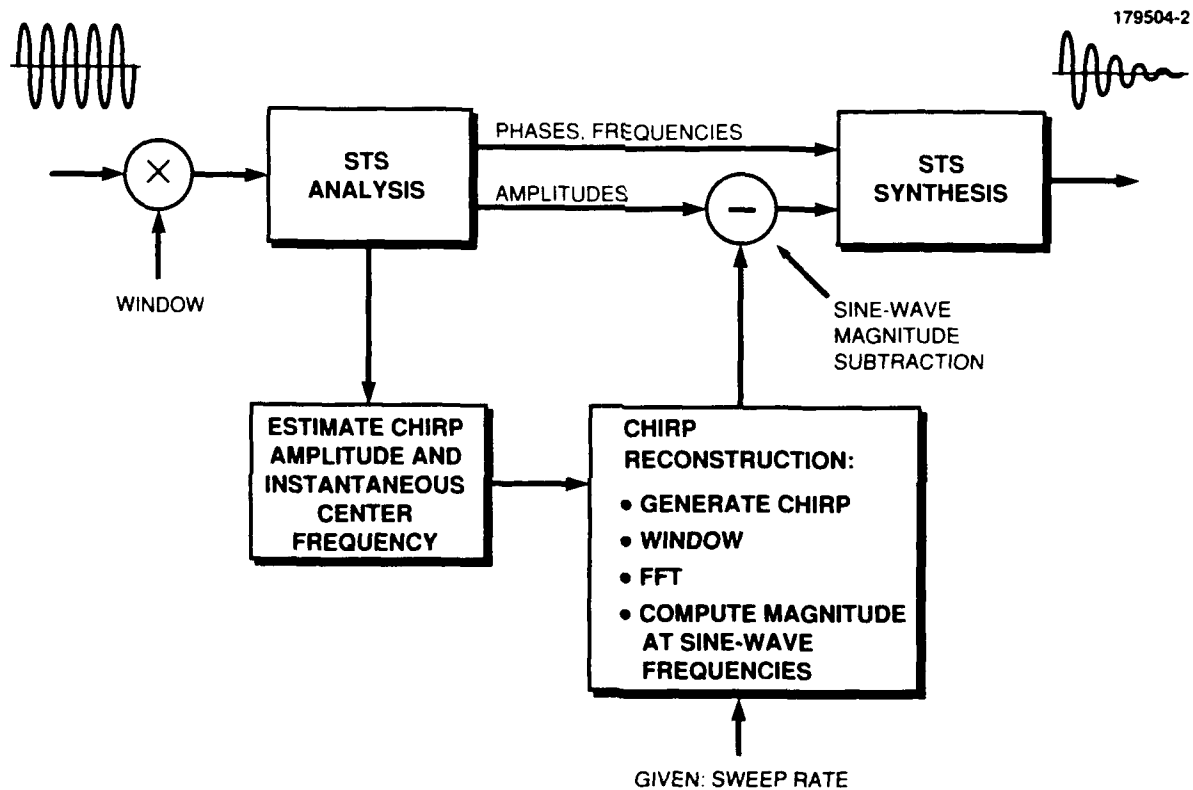 179504-2
STS
ANALYSIS
PHASES, FREQUENCIES
AMPLITUDES
STS
SYNTHESIS
×
−
WINDOW
SINE-WAVE
MAGNITUDE
SUBTRACTION
ESTIMATE CHIRP
AMPLITUDE AND
INSTANTANEOUS
CENTER
FREQUENCY
CHIRP
RECONSTRUCTION:
• GENERATE CHIRP
• WINDOW
• FFT
• COMPUTE MAGNITUDE
AT SINE-WAVE
FREQUENCIES
GIVEN: SWEEP RATE